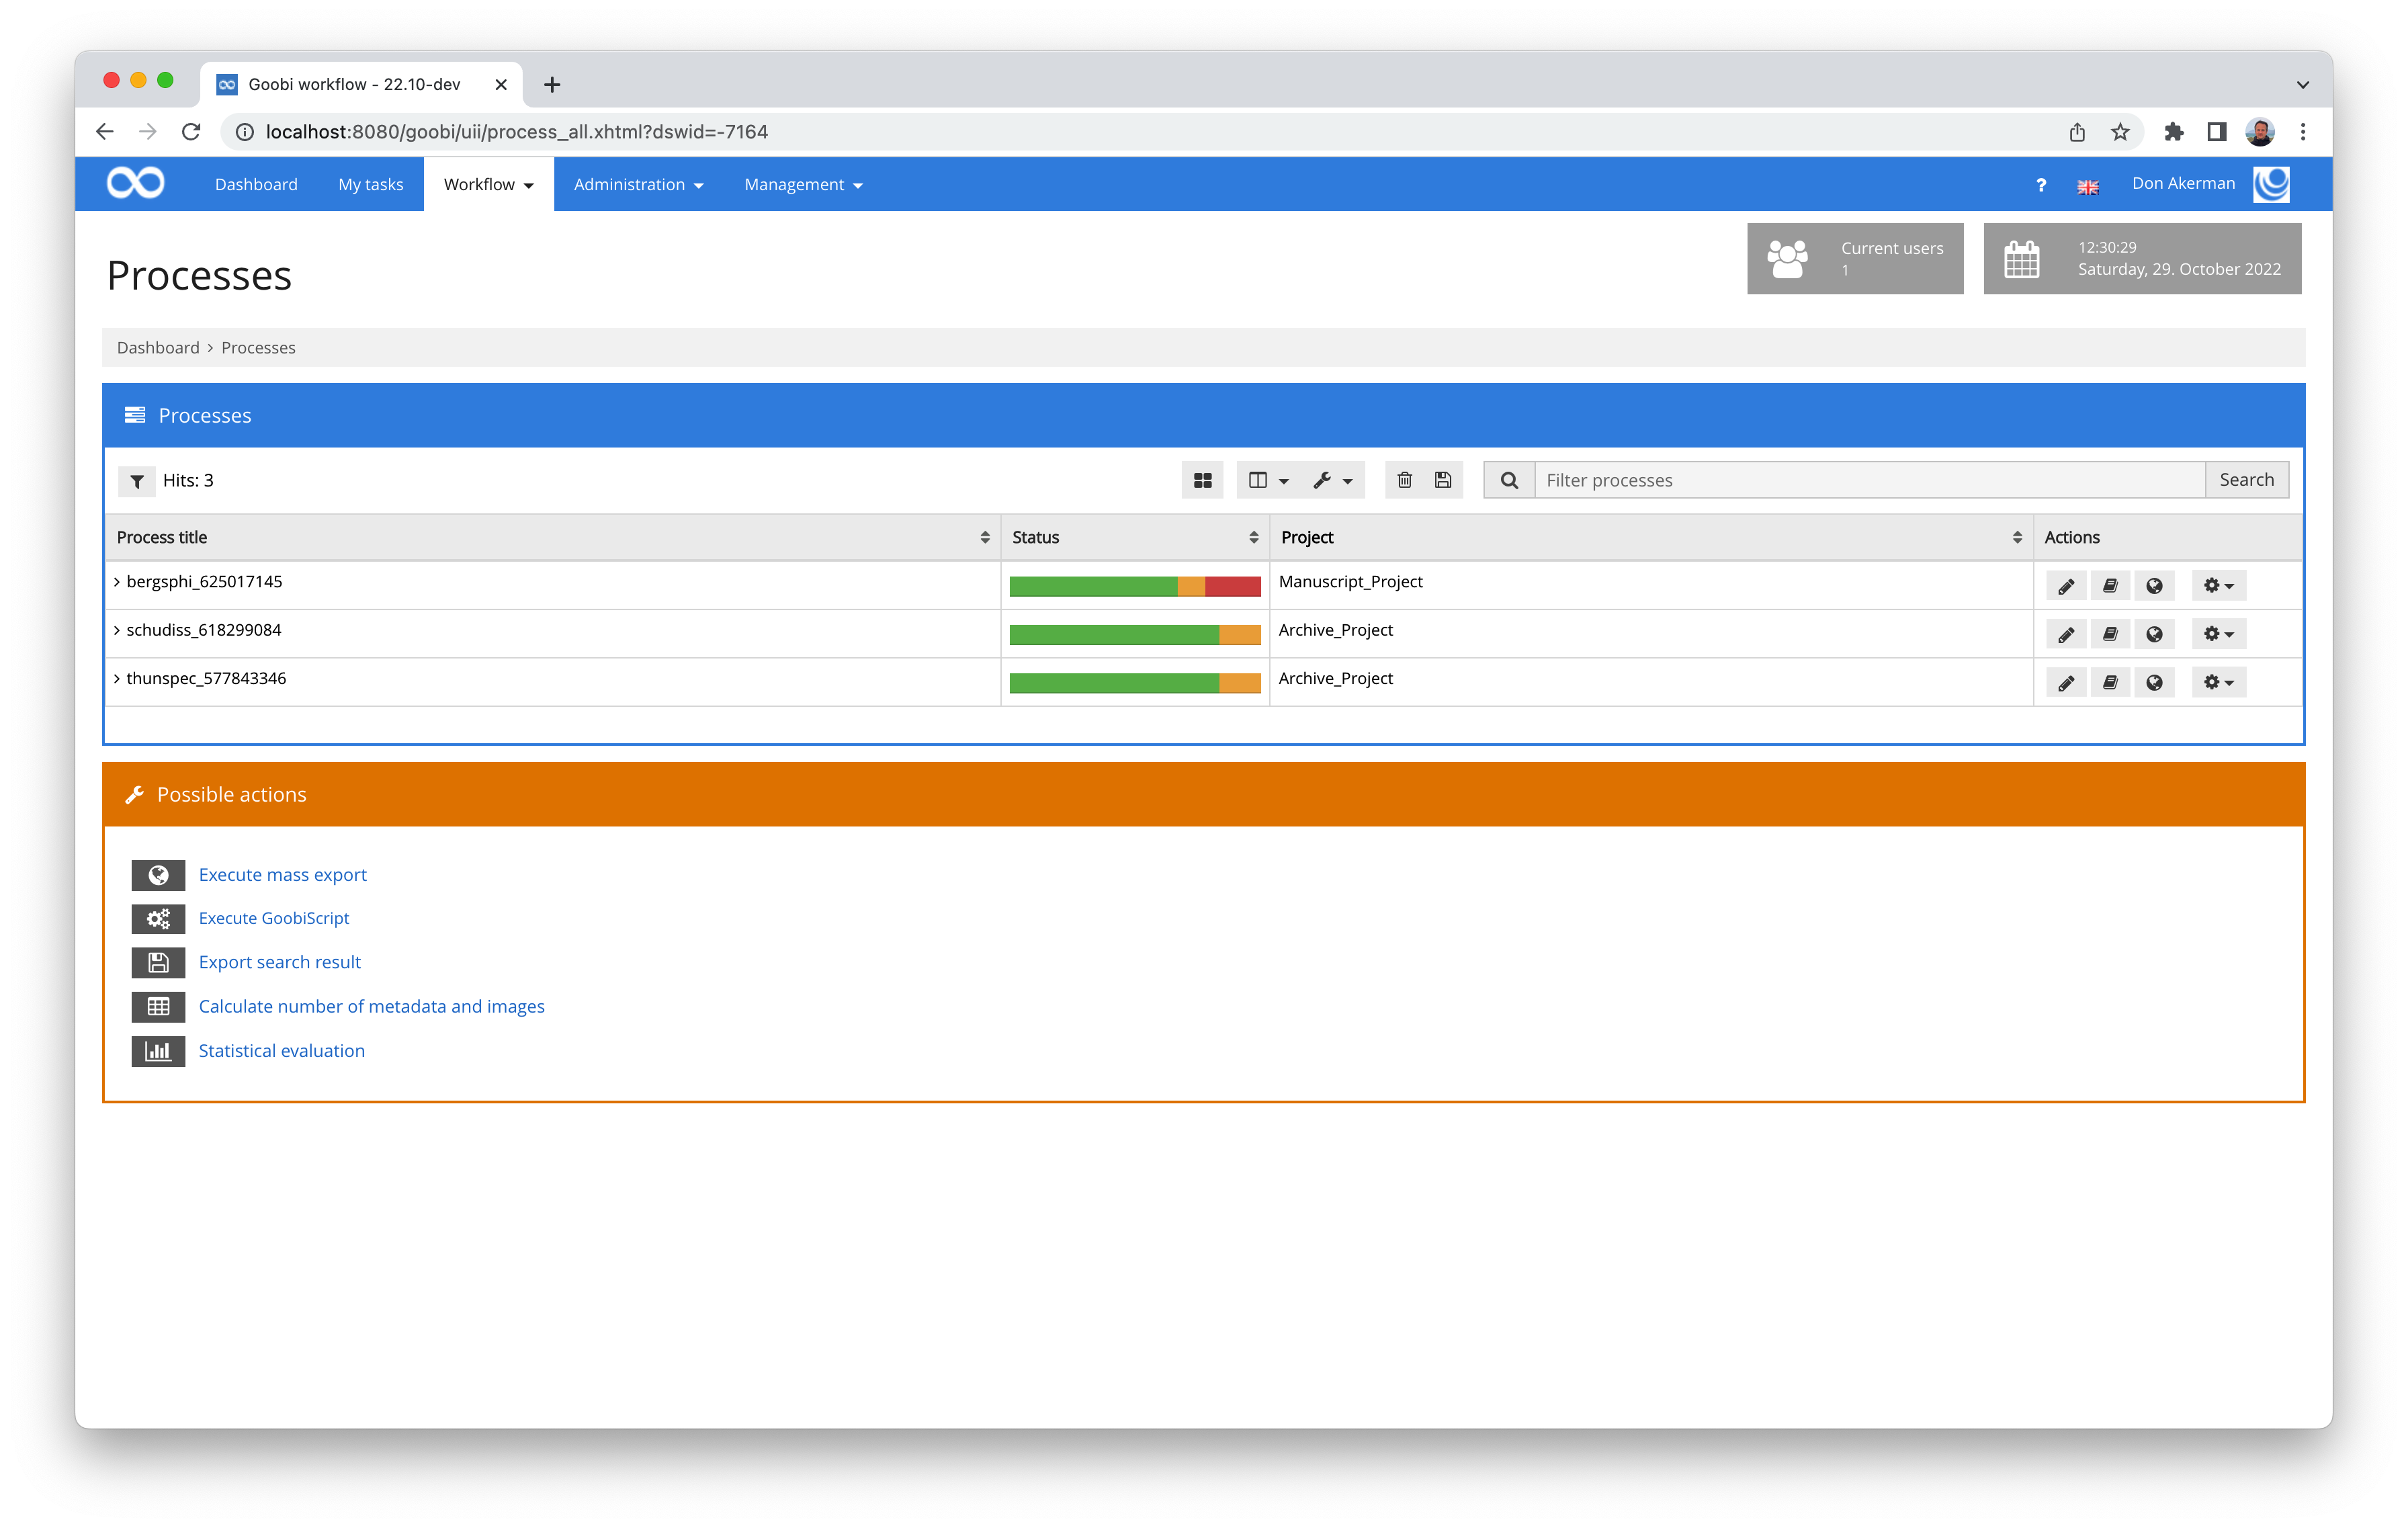 Goobi workflow - 22.10-dev
localhost:8080/goobi/uii/process_all.xhtml?dswid=-7164
Dashboard My tasks Workflow Administration Management ? Don Akerman
Processes
Current users
1
12:30:29
Saturday, 29. October 2022
Dashboard > Processes
Processes
Hits: 3 Filter processes Search
Process title Status Project Actions
bergsphi_625017145 Manuscript_Project
schudiss_618299084 Archive_Project
thunspec_577843346 Archive_Project
Possible actions
Execute mass export
Execute GoobiScript
Export search result
Calculate number of metadata and images
Statistical evaluation